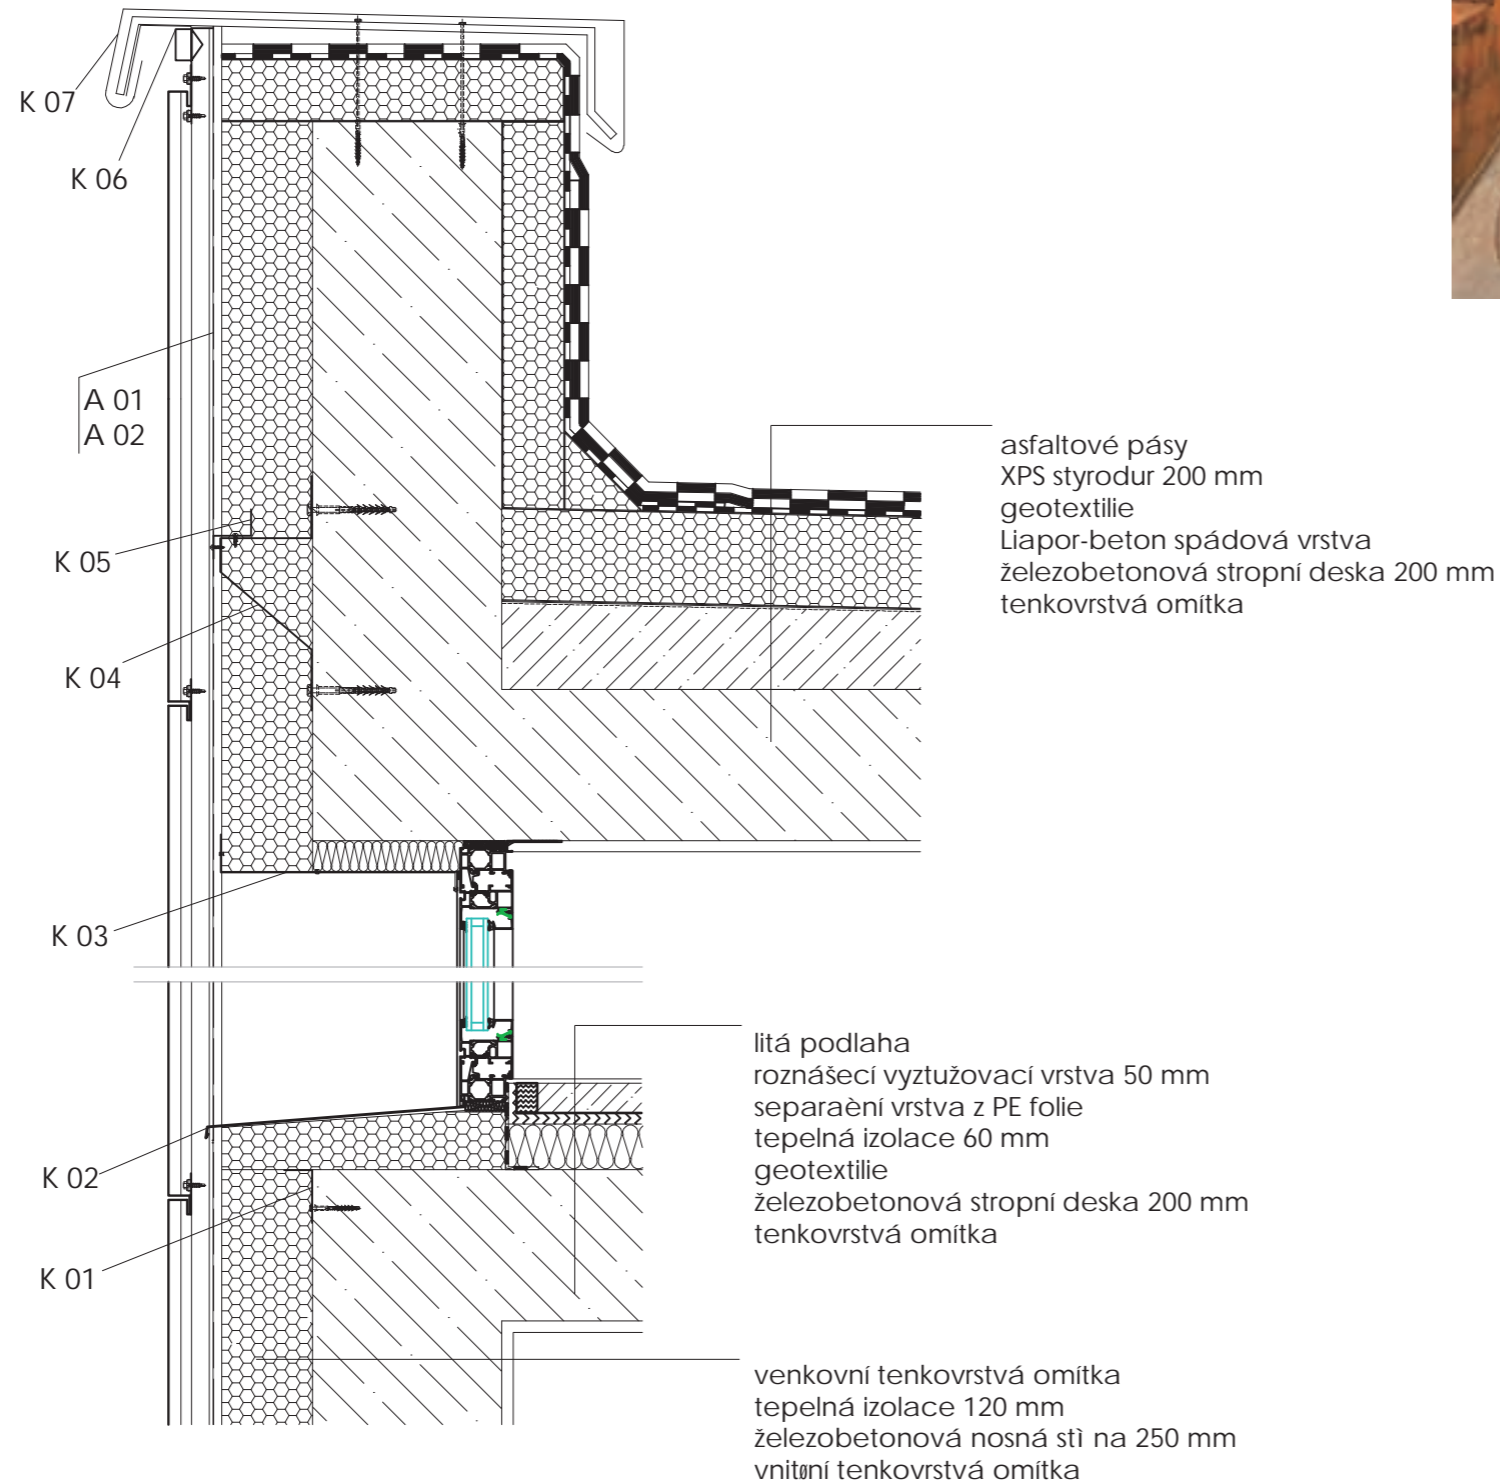 K 07
K 06
A 01
A 02
K 05
K 04
K 03
K 02
K 01
asfaltové pásy
XPS styrodur 200 mm
geotextilie
Liapor-beton spádová vrstva
železobetonová stropní deska 200 mm
tenkovrstvá omítka
litá podlaha
roznášecí vyztužovací vrstva 50 mm
separaèní vrstva z PE folie
tepelná izolace 60 mm
geotextilie
železobetonová stropní deska 200 mm
tenkovrstvá omítka
venkovní tenkovrstvá omítka
tepelná izolace 120 mm
železobetonová nosná stì na 250 mm
vnitøní tenkovrstvá omítka